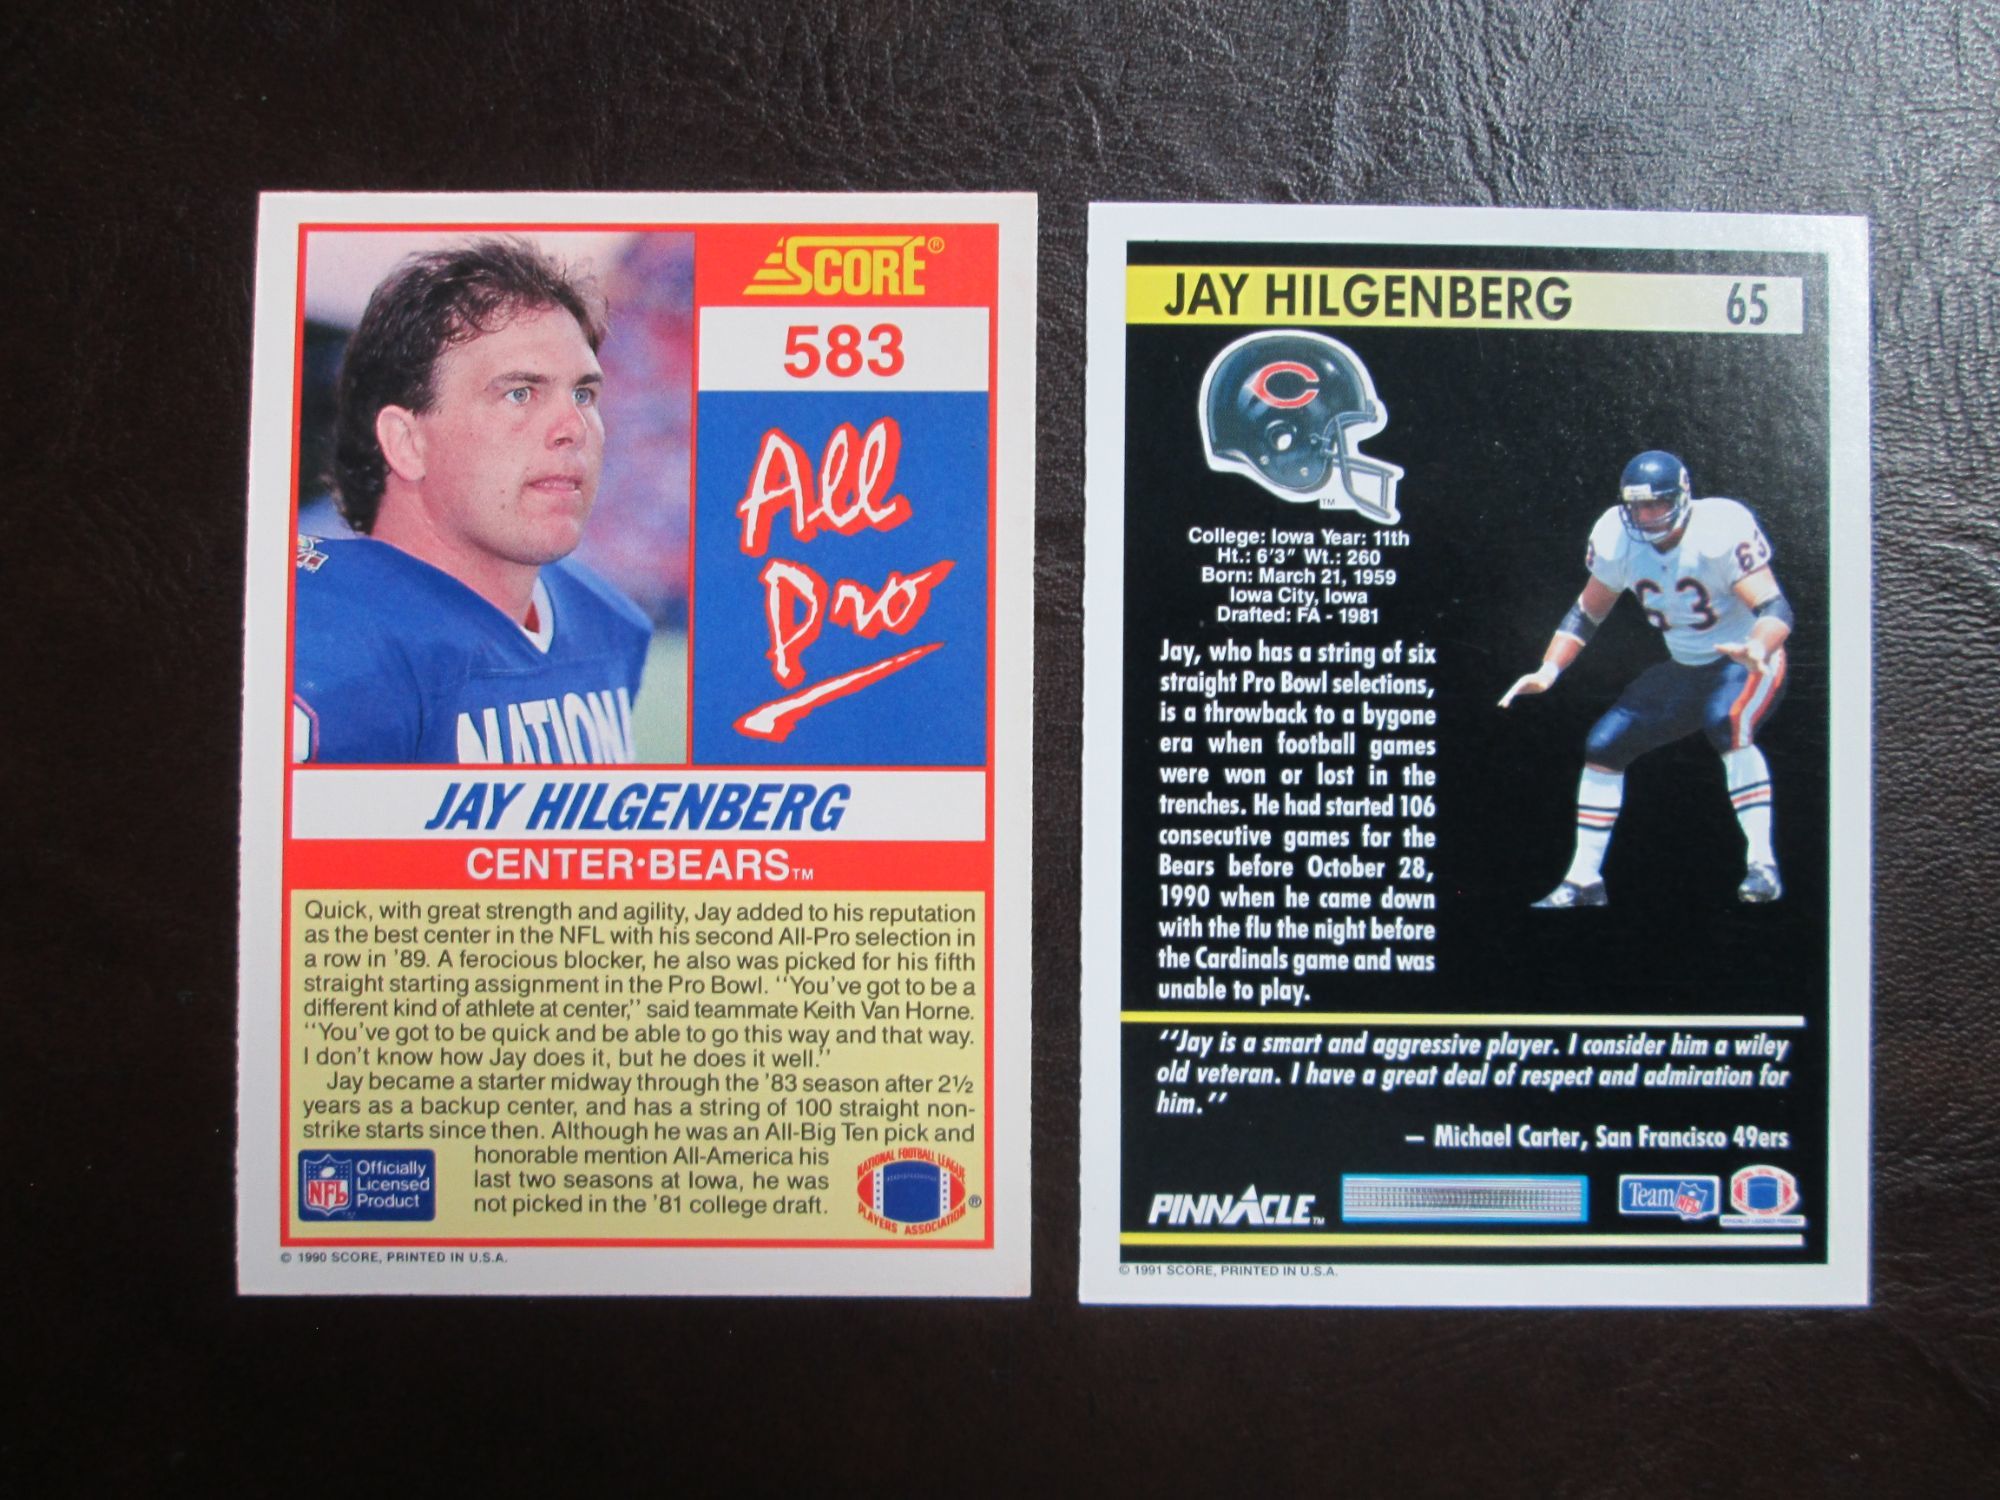 SCORE®
583
All
Pro
NATION
JAY HILGENBERG
CENTER•BEARS™
Quick, with great strength and agility, Jay added to his reputation
as the best center in the NFL with his second All-Pro selection in
a row in '89. A ferocious blocker, he also was picked for his fifth
straight starting assignment in the Pro Bowl. "You've got to be a
different kind of athlete at center," said teammate Keith Van Horne.
"You've got to be quick and be able to go this way and that way.
I don't know how Jay does it, but he does it well."
Jay became a starter midway through the '83 season after 2½
years as a backup center, and has a string of 100 straight non-
strike starts since then. Although he was an All-Big Ten pick and
honorable mention All-America his
last two seasons at Iowa, he was
not picked in the '81 college draft.
NFL
Officially
Licensed
Product
NATIONAL FOOTBALL LEAGUE
PLAYERS ASSOCIATION
®
© 1990 SCORE, PRINTED IN U.S.A.
JAY HILGENBERG 65
C
TM
63
63
College: Iowa Year: 11th
Ht.: 6'3" Wt.: 260
Born: March 21, 1959
Iowa City, Iowa
Drafted: FA - 1981
Jay, who has a string of six
straight Pro Bowl selections,
is a throwback to a bygone
era when football games
were won or lost in the
trenches. He had started 106
consecutive games for the
Bears before October 28,
1990 when he came down
with the flu the night before
the Cardinals game and was
unable to play.
"Jay is a smart and aggressive player. I consider him a wiley
old veteran. I have a great deal of respect and admiration for
him."
— Michael Carter, San Francisco 49ers
PINNACLE™
Team NFL
© 1991 SCORE, PRINTED IN U.S.A.